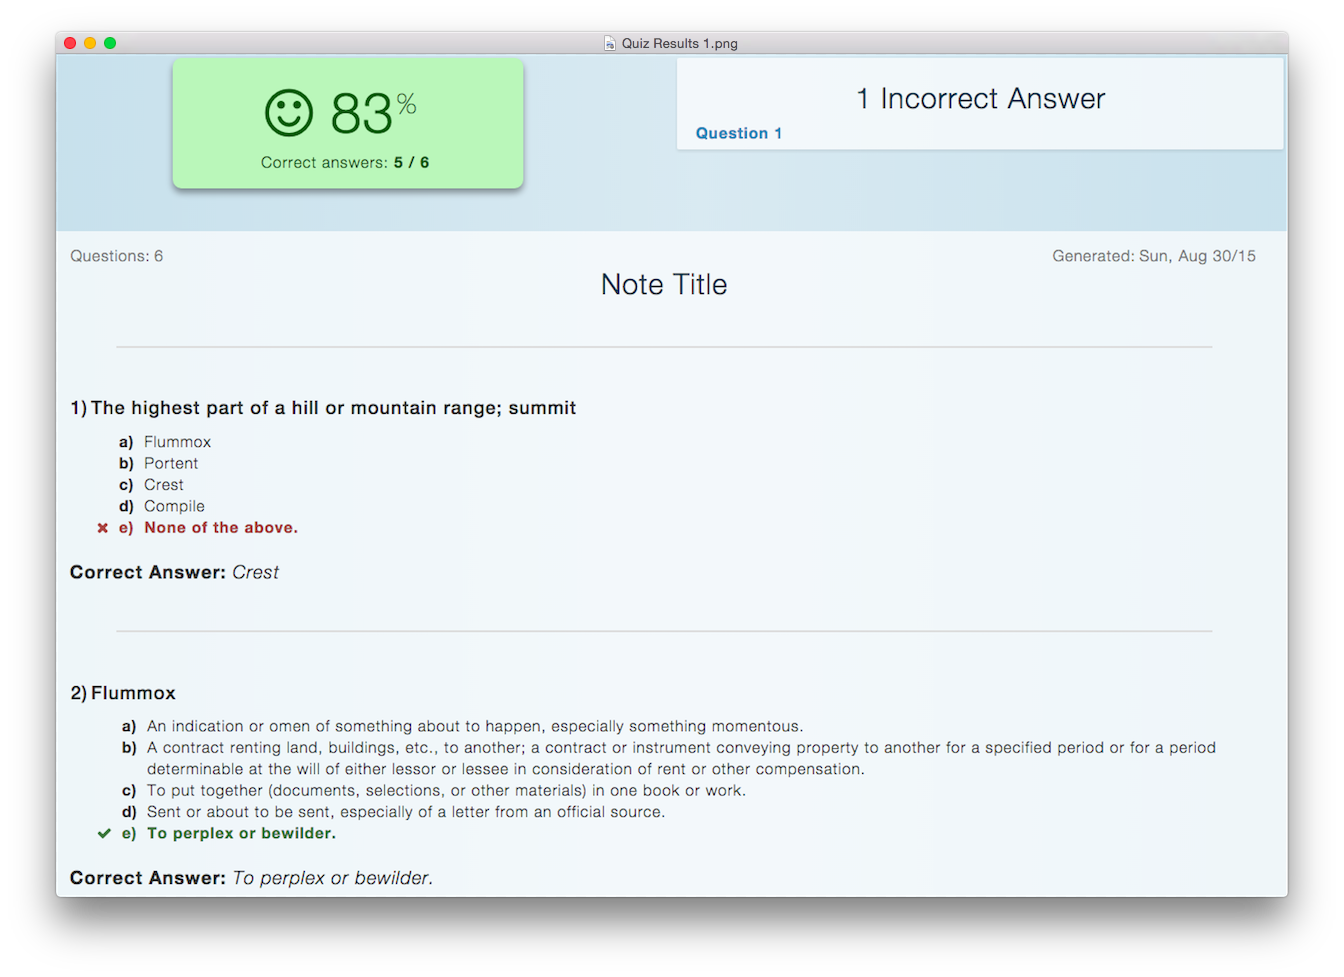 Quiz Results 1.png
83%
Correct answers: 5 / 6
1 Incorrect Answer
Question 1
Questions: 6
Generated: Sun, Aug 30/15
Note Title
1) The highest part of a hill or mountain range; summit
a) Flummox
b) Portent
c) Crest
d) Compile
✖ e) None of the above.
Correct Answer: Crest
2) Flummox
a) An indication or omen of something about to happen, especially something momentous.
b) A contract renting land, buildings, etc., to another; a contract or instrument conveying property to another for a specified period or for a period
determinable at the will of either lessor or lessee in consideration of rent or other compensation.
c) To put together (documents, selections, or other materials) in one book or work.
d) Sent or about to be sent, especially of a letter from an official source.
✔ e) To perplex or bewilder.
Correct Answer: To perplex or bewilder.